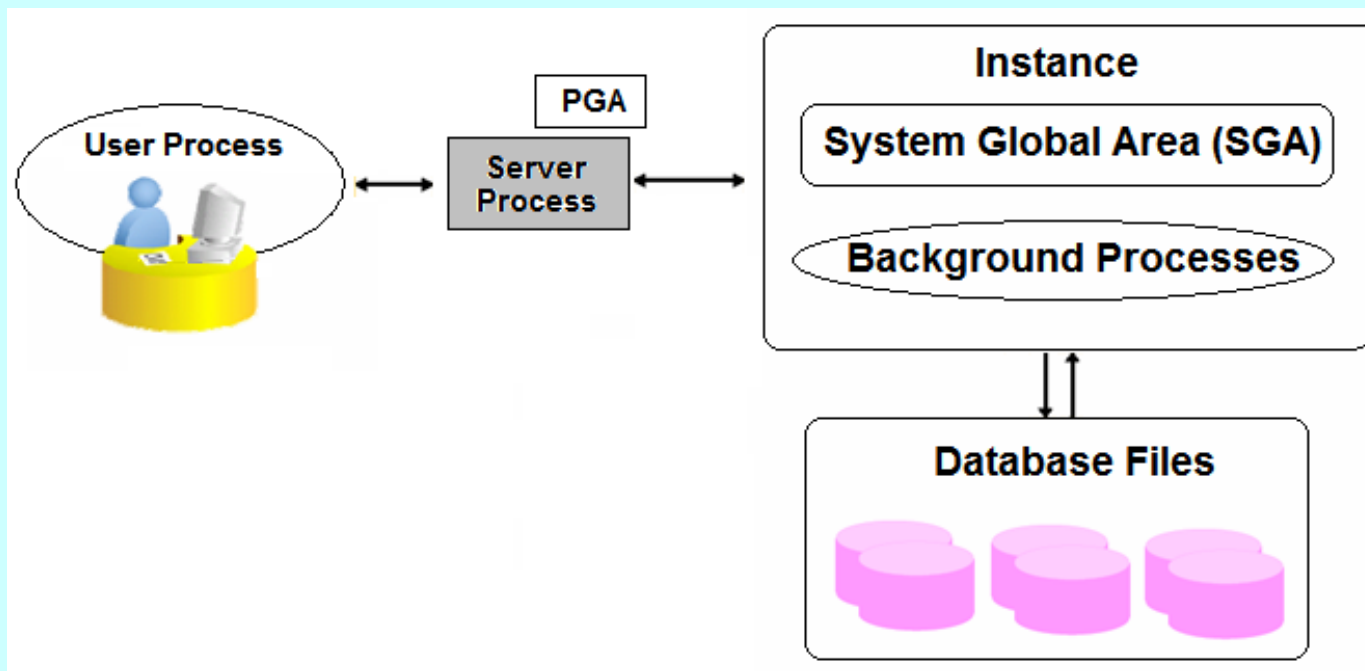 User Process
PGA
Server
Process
Instance
System Global Area (SGA)
Background Processes
Database Files